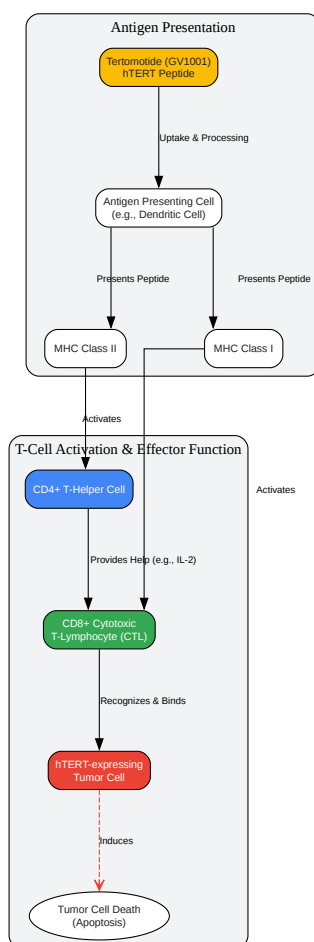 Antigen Presentation
Tertomotide (GV1001)
hTERT Peptide
Uptake & Processing
Antigen Presenting Cell
(e.g., Dendritic Cell)
Presents Peptide
Presents Peptide
MHC Class II
MHC Class I
Activates
T-Cell Activation & Effector Function
CD4+ T-Helper Cell
Activates
Provides Help (e.g., IL-2)
CD8+ Cytotoxic
T-Lymphocyte (CTL)
Recognizes & Binds
hTERT-expressing
Tumor Cell
Induces
Tumor Cell Death
(Apoptosis)